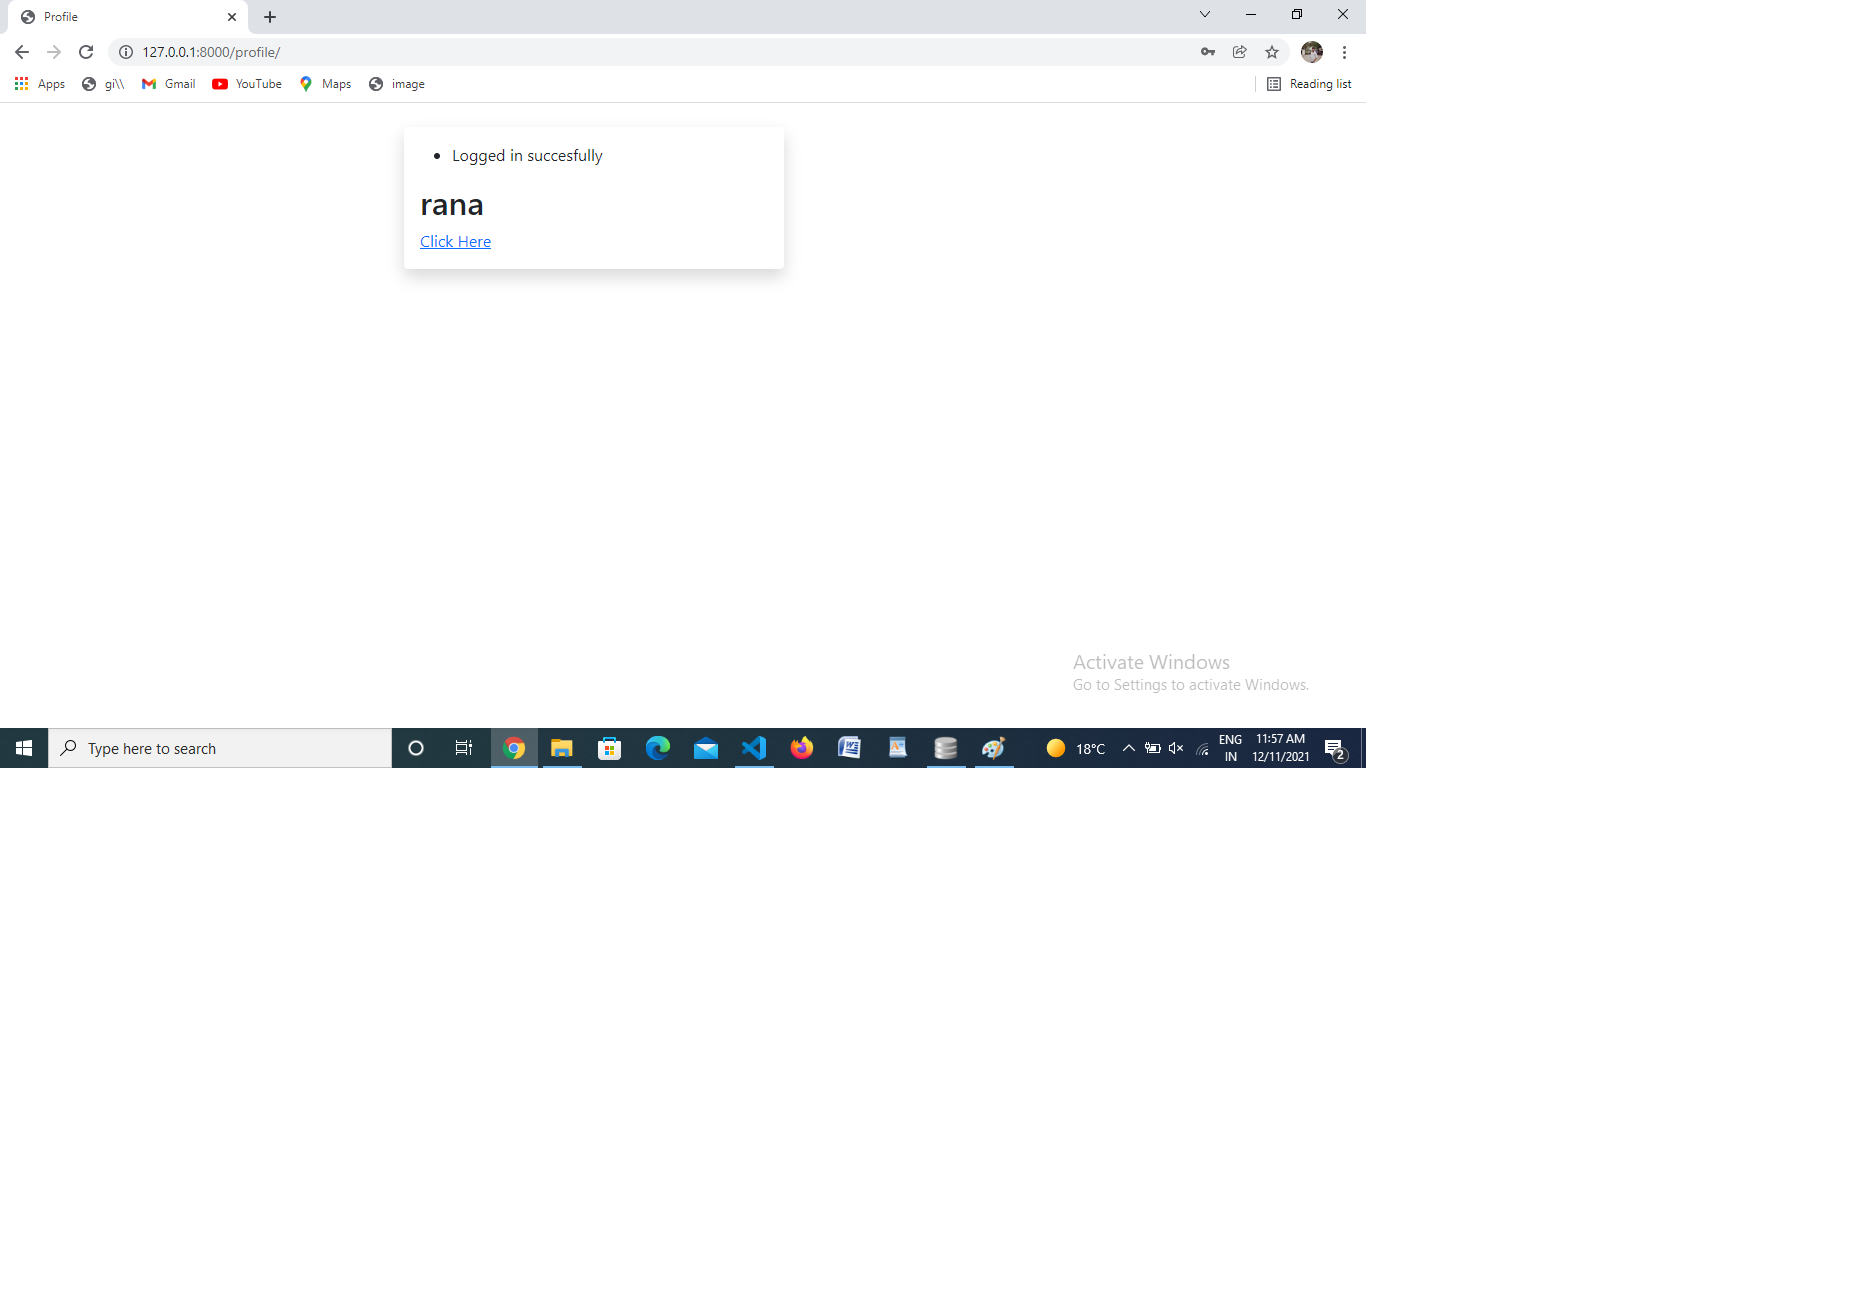 Profile
127.0.0.1:8000/profile/
Apps gi\\ Gmail YouTube Maps image Reading list
Logged in succesfully
rana
Click Here
Activate Windows
Go to Settings to activate Windows.
Type here to search
18°C
ENG
IN
11:57 AM
12/11/2021
2